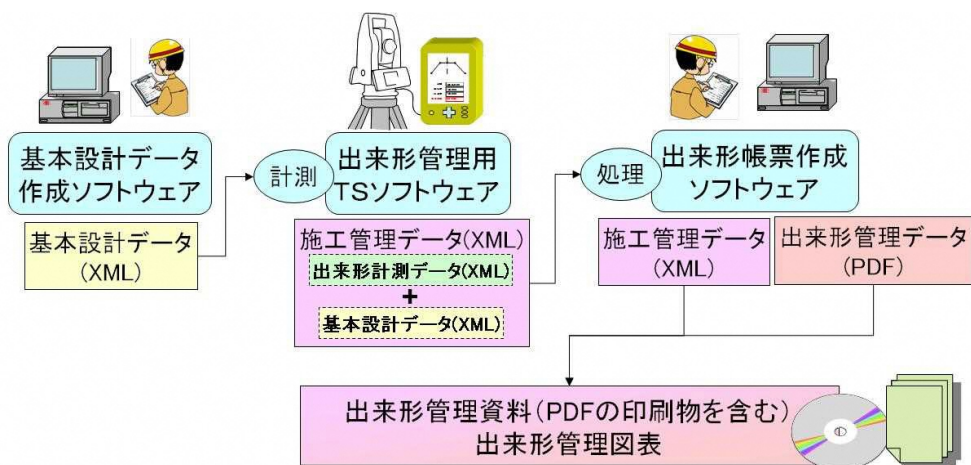 基本設計データ
作成ソフトウェア
基本設計データ
(XML)
計測
出来形管理用
TSソフトウェア
施工管理データ(XML)
出来形計測データ(XML)
+
基本設計データ(XML)
処理
出来形帳票作成
ソフトウェア
施工管理データ
(XML)
出来形管理データ
(PDF)
出来形管理資料(PDFの印刷物を含む)
出来形管理図表